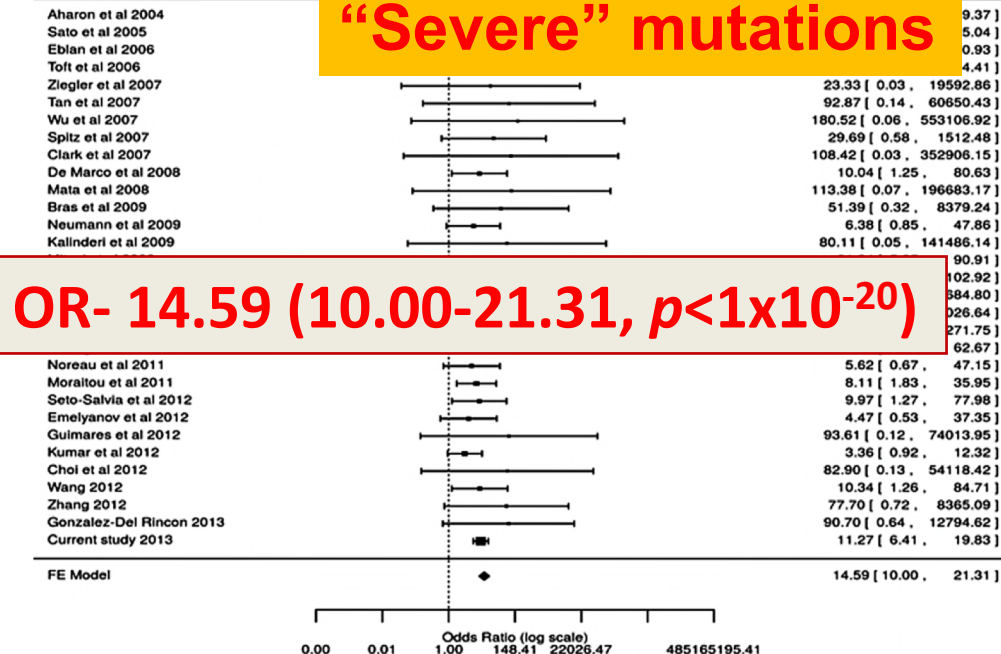 “Severe” mutations
Aharon et al 2004 9.37 ]
Sato et al 2005 5.04 ]
Eblan et al 2006 0.93 ]
Toft et al 2006 4.41 ]
Ziegler et al 2007 23.33 [ 0.03 , 19592.86 ]
Tan et al 2007 92.87 [ 0.14 , 60650.43 ]
Wu et al 2007 180.52 [ 0.06 , 553106.92 ]
Spitz et al 2007 29.69 [ 0.58 , 1512.48 ]
Clark et al 2007 108.42 [ 0.03 , 352906.15 ]
De Marco et al 2008 10.04 [ 1.25 , 80.63 ]
Mata et al 2008 113.38 [ 0.07 , 196683.17 ]
Bras et al 2009 51.39 [ 0.32 , 8379.24 ]
Neumann et al 2009 6.38 [ 0.85 , 47.86 ]
Kalinderi et al 2009 80.11 [ 0.05 , 141486.14 ]
90.91 ]
102.92 ]
684.80 ]
026.64 ]
271.75 ]
62.67 ]
OR- 14.59 (10.00-21.31, p<1x10-20)
Noreau et al 2011 5.62 [ 0.67 , 47.15 ]
Moraitou et al 2011 8.11 [ 1.83 , 35.95 ]
Seto-Salvia et al 2012 9.97 [ 1.27 , 77.98 ]
Emelyanov et al 2012 4.47 [ 0.53 , 37.35 ]
Guimares et al 2012 93.61 [ 0.12 , 74013.95 ]
Kumar et al 2012 3.36 [ 0.92 , 12.32 ]
Choi et al 2012 82.90 [ 0.13 , 54118.42 ]
Wang 2012 10.34 [ 1.26 , 84.71 ]
Zhang 2012 77.70 [ 0.72 , 8365.09 ]
Gonzalez-Del Rincon 2013 90.70 [ 0.64 , 12794.62 ]
Current study 2013 11.27 [ 6.41 , 19.83 ]
FE Model 14.59 [ 10.00 , 21.31 ]
Odds Ratio (log scale)
0.00 0.01 1.00 148.41 22026.47 485165195.41